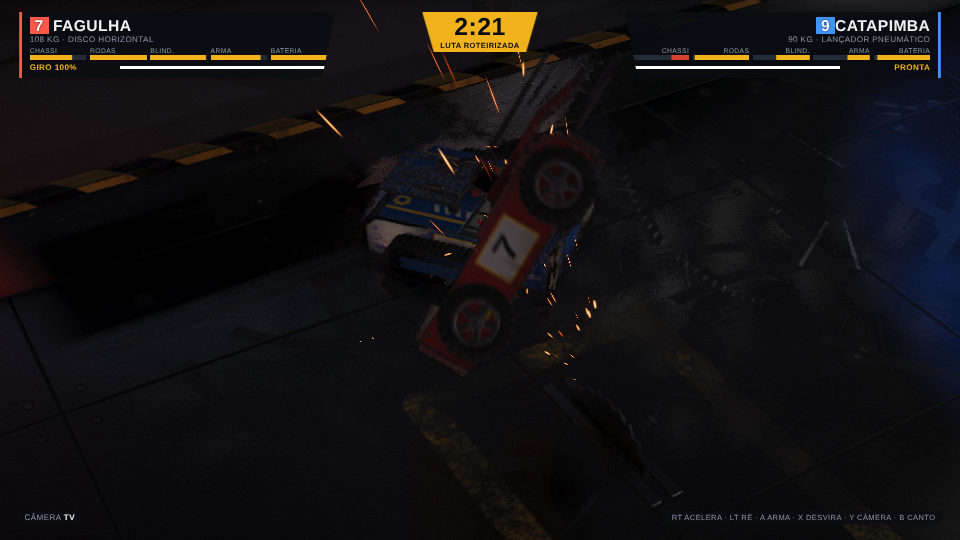 7 FAGULHA
108 KG · DISCO HORIZONTAL
CHASSI RODAS BLIND. ARMA BATERIA
GIRO 100%
2:21
LUTA ROTEIRIZADA
9 CATAPIMBA
90 KG · LANÇADOR PNEUMÁTICO
CHASSI RODAS BLIND. ARMA BATERIA
PRONTA
7
CÂMERA TV
RT ACELERA · LT RÉ · A ARMA · X DESVIRA · Y CÂMERA · B CANTO